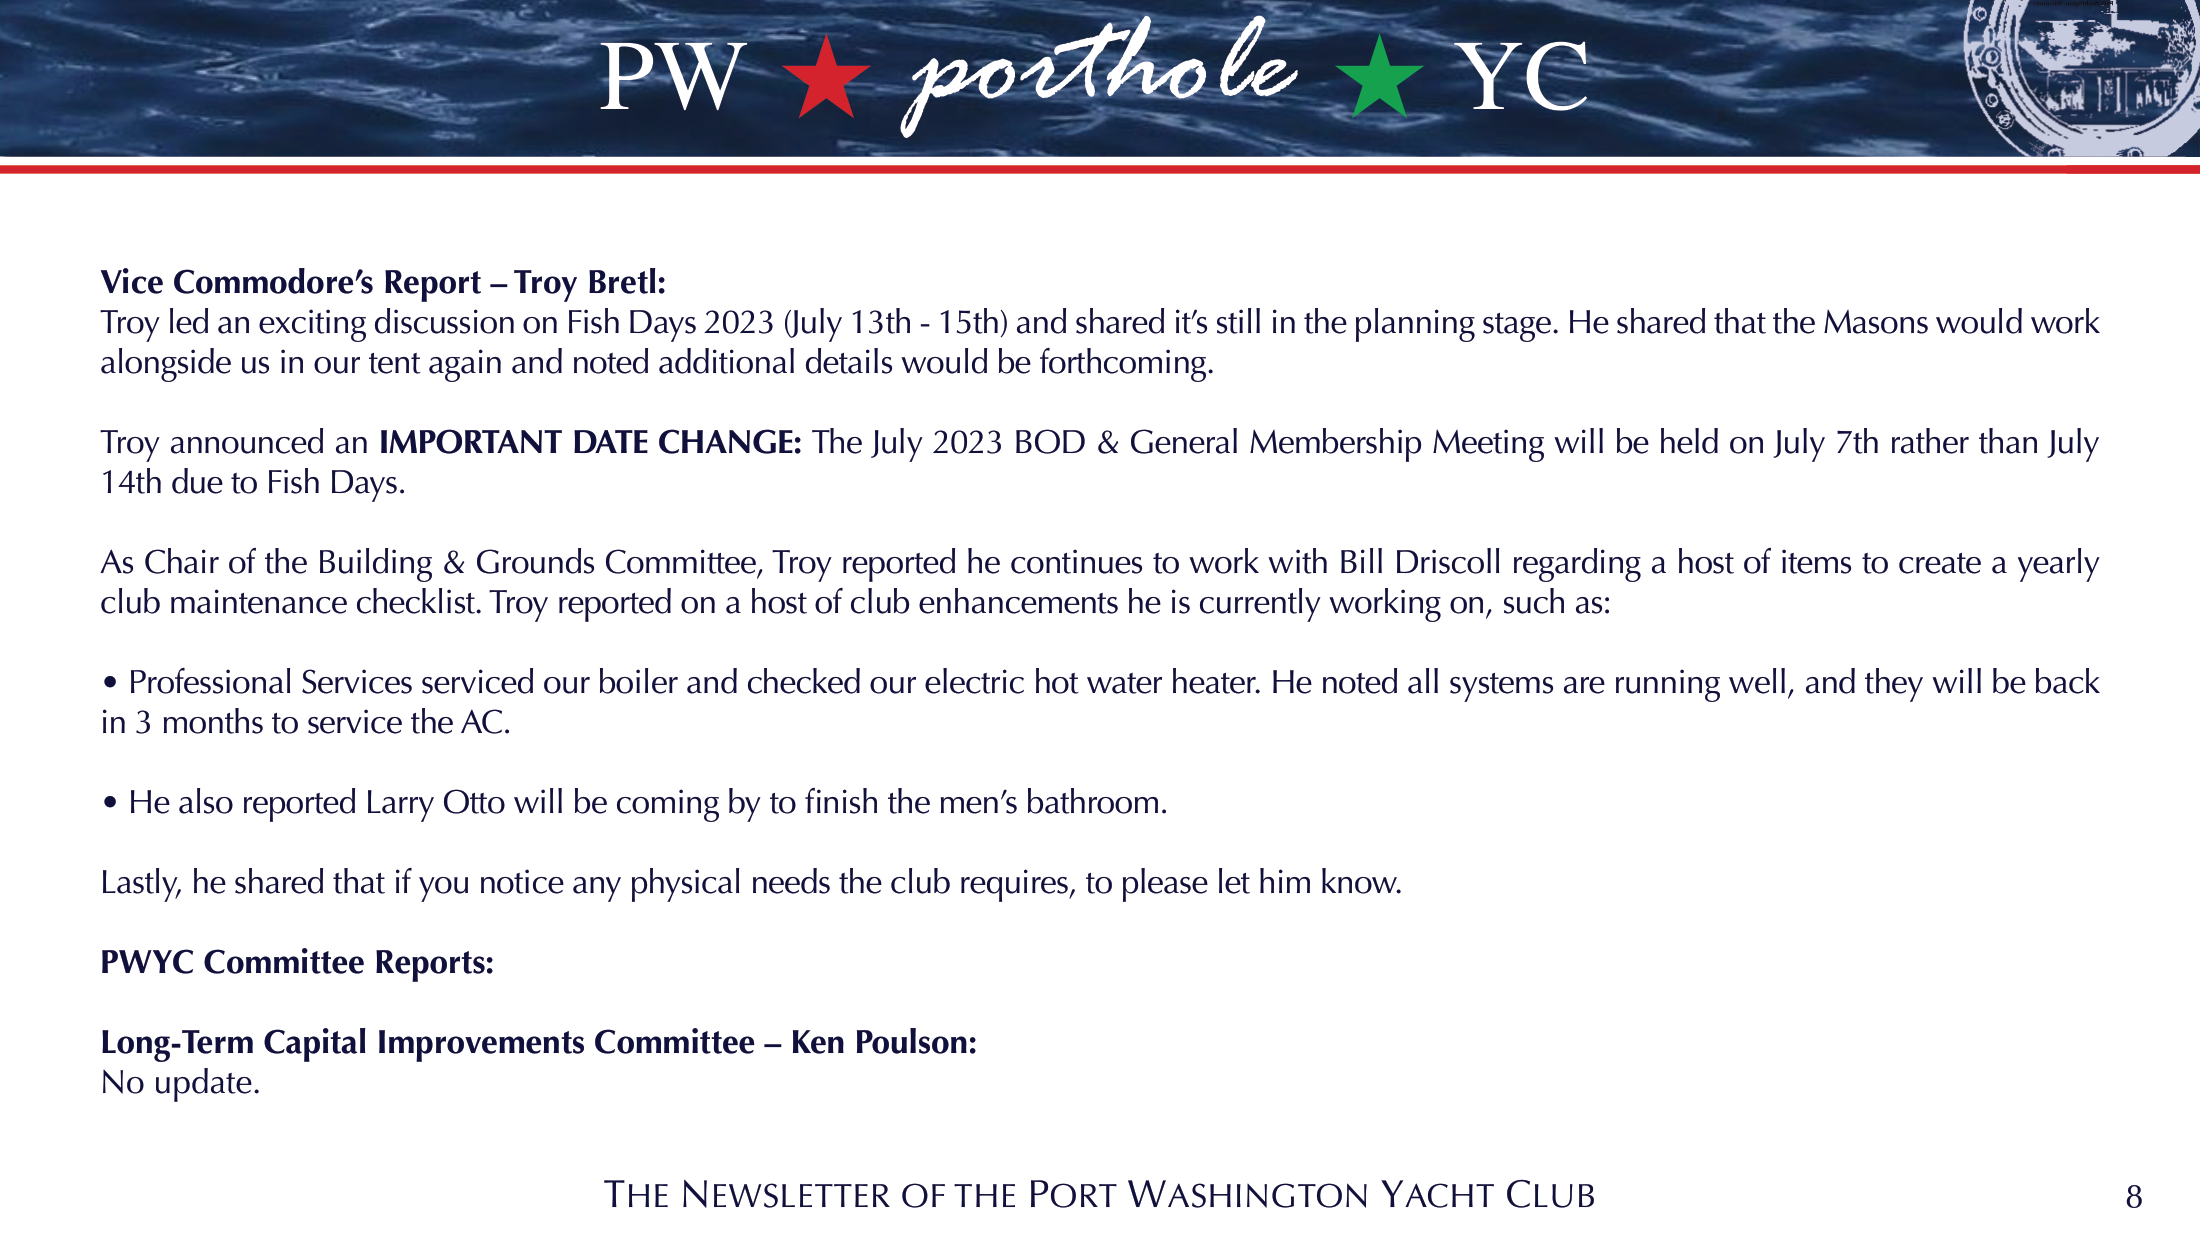 PW ★ porthole ★ YC
Vice Commodore’s Report – Troy Bretl:
Troy led an exciting discussion on Fish Days 2023 (July 13th - 15th) and shared it’s still in the planning stage. He shared that the Masons would work
alongside us in our tent again and noted additional details would be forthcoming.
Troy announced an IMPORTANT DATE CHANGE: The July 2023 BOD & General Membership Meeting will be held on July 7th rather than July
14th due to Fish Days.
As Chair of the Building & Grounds Committee, Troy reported he continues to work with Bill Driscoll regarding a host of items to create a yearly
club maintenance checklist. Troy reported on a host of club enhancements he is currently working on, such as:
• Professional Services serviced our boiler and checked our electric hot water heater. He noted all systems are running well, and they will be back
in 3 months to service the AC.
• He also reported Larry Otto will be coming by to finish the men’s bathroom.
Lastly, he shared that if you notice any physical needs the club requires, to please let him know.
PWYC Committee Reports:
Long-Term Capital Improvements Committee – Ken Poulson:
No update.
THE NEWSLETTER OF THE PORT WASHINGTON YACHT CLUB
8